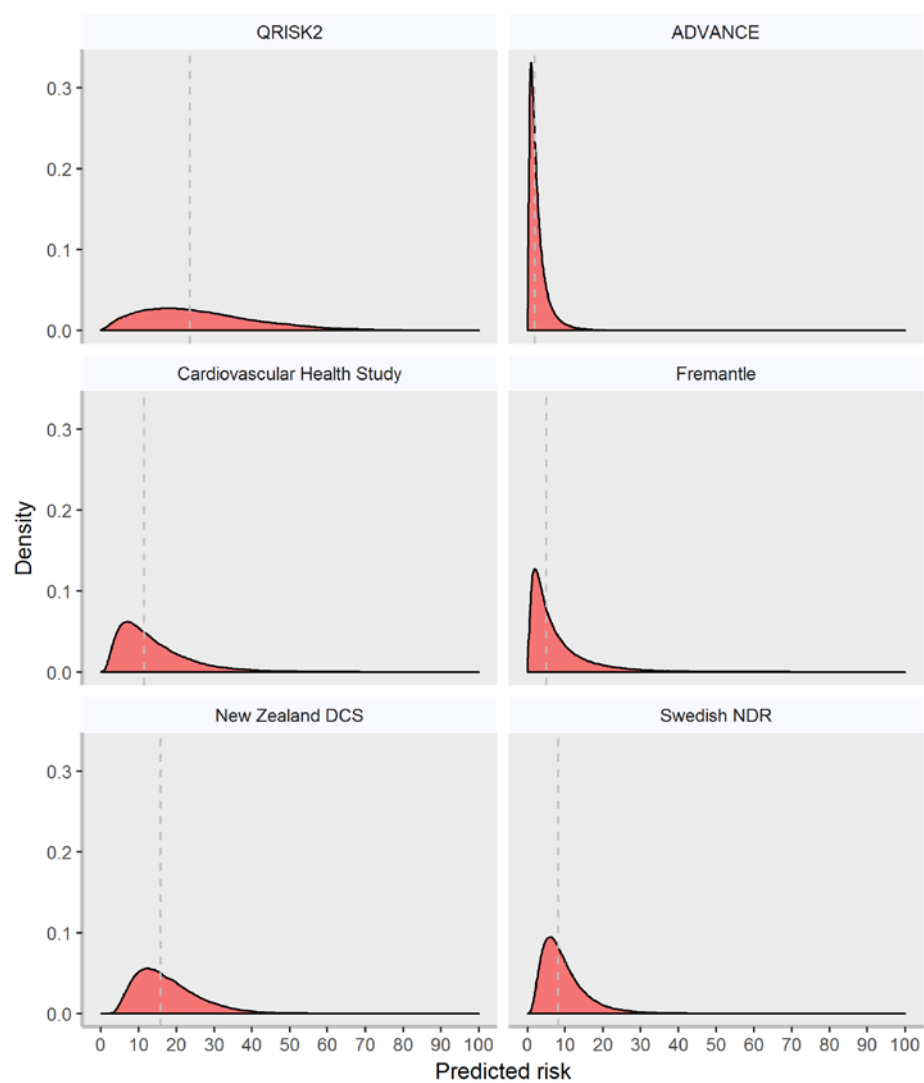 QRISK2 ADVANCE
0.3
0.2
0.1
0.0
Cardiovascular Health Study Fremantle
0.3
0.2
0.1
0.0
New Zealand DCS Swedish NDR
0.3
0.2
0.1
0.0
0 10 20 30 40 50 60 70 80 90 100 0 10 20 30 40 50 60 70 80 90 100
Density
Predicted risk